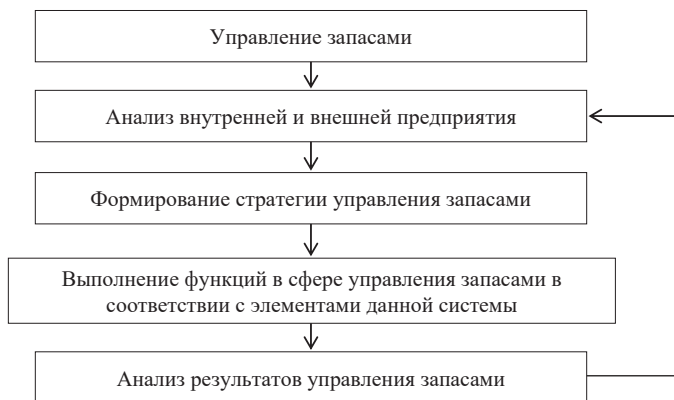 Управление запасами
Анализ внутренней и внешней предприятия
Формирование стратегии управления запасами
Выполнение функций в сфере управления запасами в
соответствии с элементами данной системы
Анализ результатов управления запасами